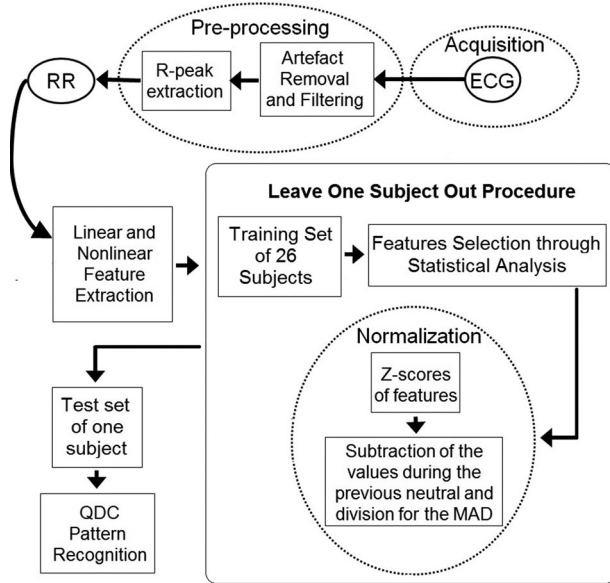 Pre-processing
Acquisition
RR
R-peak
extraction
Artefact
Removal
and Filtering
ECG
Leave One Subject Out Procedure
Linear and
Nonlinear
Feature
Extraction
Training Set
of 26
Subjects
Features Selection through
Statistical Analysis
Normalization
Z-scores
of features
Subtraction of the
values during the
previous neutral and
division for the MAD
Test set
of one
subject
QDC
Pattern
Recognition